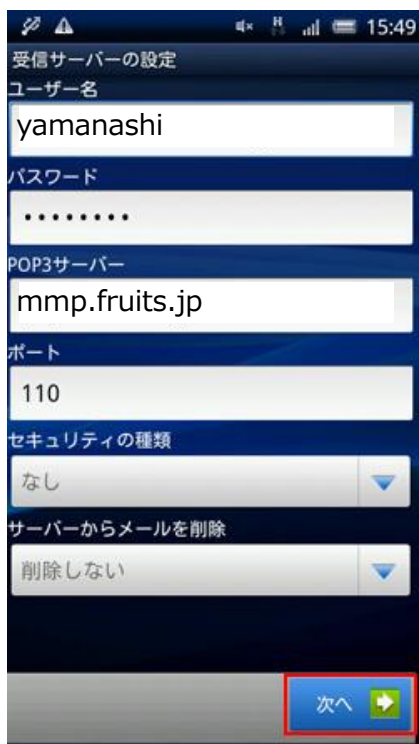 15:49
受信サーバーの設定
ユーザー名
yamanashi
パスワード
••••••••
POP3サーバー
mmp.fruits.jp
ポート
110
セキュリティの種類
なし
サーバーからメールを削除
削除しない
次へ